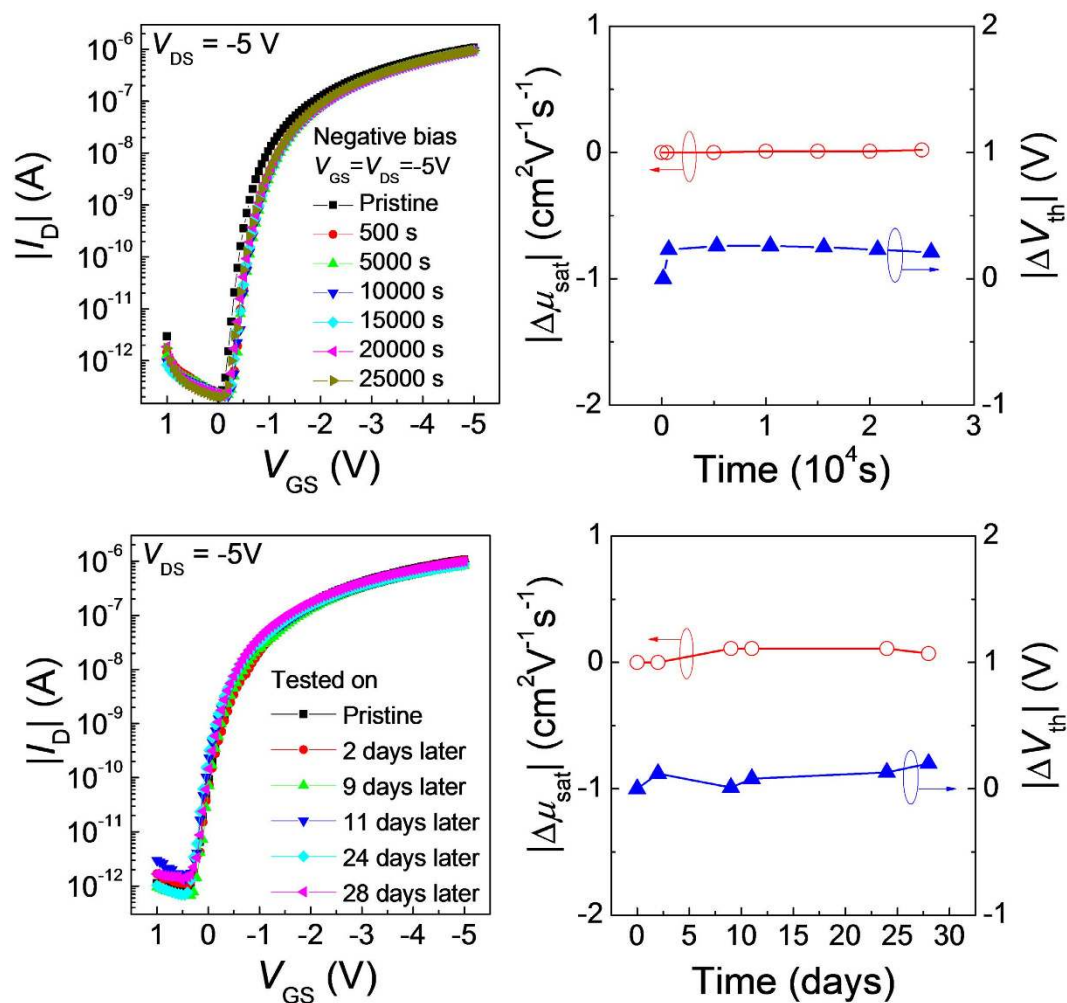 V_DS = -5 V
10^-6
10^-7
10^-8
10^-9
10^-10
10^-11
10^-12
|I_D| (A)
Negative bias
V_GS=V_DS=-5V
Pristine
500 s
5000 s
10000 s
15000 s
20000 s
25000 s
1 0 -1 -2 -3 -4 -5
V_GS (V)
1
0
-1
-2
|Δμ_sat| (cm^2V^-1s^-1)
2
1
0
-1
|ΔV_th| (V)
0 1 2 3
Time (10^4s)
V_DS = -5V
10^-6
10^-7
10^-8
10^-9
10^-10
10^-11
10^-12
|I_D| (A)
Tested on
Pristine
2 days later
9 days later
11 days later
24 days later
28 days later
1 0 -1 -2 -3 -4 -5
V_GS (V)
1
0
-1
-2
|Δμ_sat| (cm^2V^-1s^-1)
2
1
0
-1
|ΔV_th| (V)
0 5 10 15 20 25 30
Time (days)